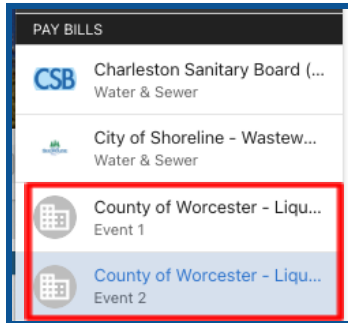 PAY BILLS
CSB
Charleston Sanitary Board (...
Water & Sewer
City of Shoreline - Wastew...
Water & Sewer
County of Worcester - Liqu...
Event 1
County of Worcester - Liqu...
Event 2